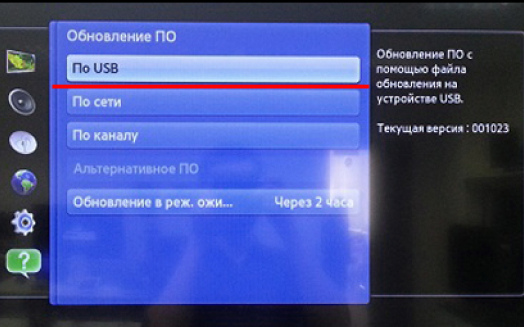 Обновление ПО
По USB
По сети
По каналу
Альтернативное ПО
Обновление в реж. ожи... Через 2 часа
Обновление ПО с
помощью файла
обновления на
устройстве USB.
Текущая версия : 001023
?